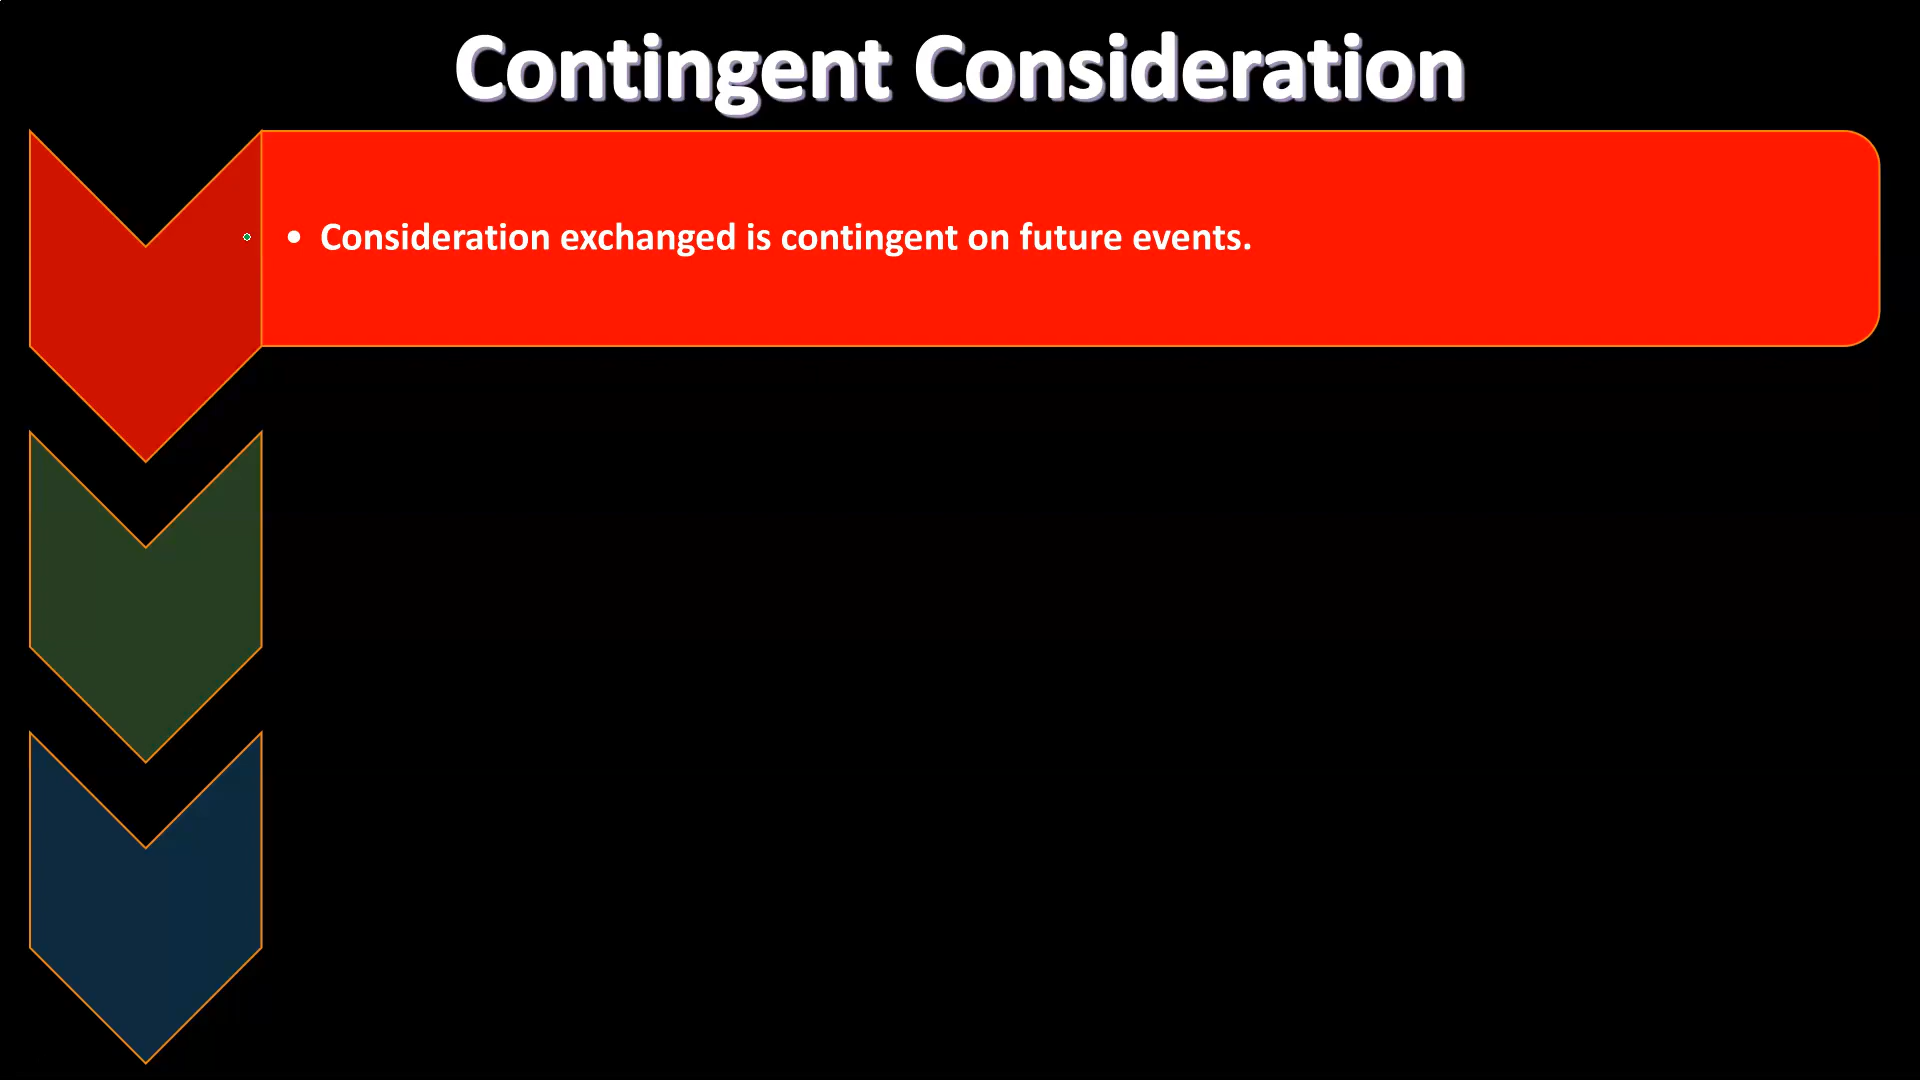 Contingent Consideration
• Consideration exchanged is contingent on future events.